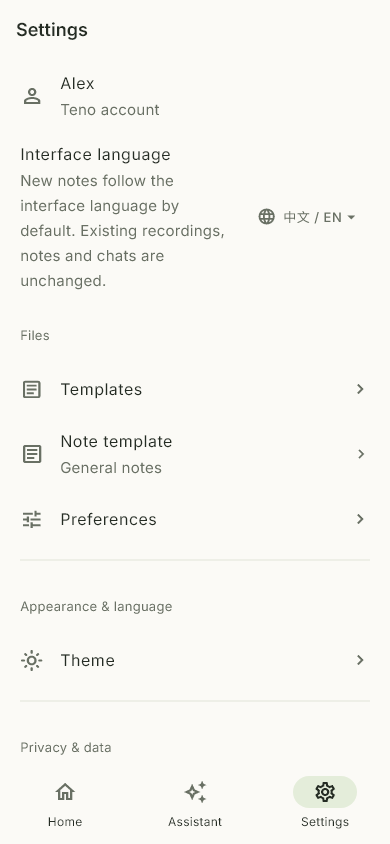 Settings
Alex
Teno account
Interface language
New notes follow the
interface language by
default. Existing recordings,
notes and chats are
unchanged.
中文 / EN
Files
Templates
Note template
General notes
Preferences
Appearance & language
Theme
Privacy & data
Home
Assistant
Settings